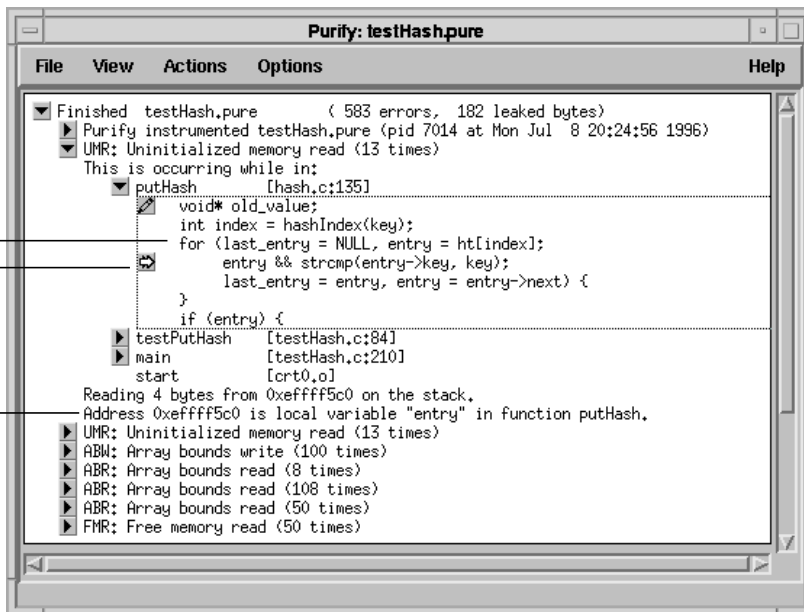 Purify: testHash.pure
File View Actions Options Help
Finished testHash.pure ( 583 errors, 182 leaked bytes)
Purify instrumented testHash.pure (pid 7014 at Mon Jul 8 20:24:56 1996)
UMR: Uninitialized memory read (13 times)
This is occurring while in:
putHash [hash.c:135]
void* old_value;
int index = hashIndex(key);
for (last_entry = NULL, entry = ht[index];
entry && strcmp(entry->key, key);
last_entry = entry, entry = entry->next) {
}
if (entry) {
testPutHash [testHash.c:84]
main [testHash.c:210]
start [crt0.o]
Reading 4 bytes from 0xeffff5c0 on the stack.
Address 0xeffff5c0 is local variable "entry" in function putHash.
UMR: Uninitialized memory read (13 times)
ABW: Array bounds write (100 times)
ABR: Array bounds read (8 times)
ABR: Array bounds read (108 times)
ABR: Array bounds read (50 times)
FMR: Free memory read (50 times)